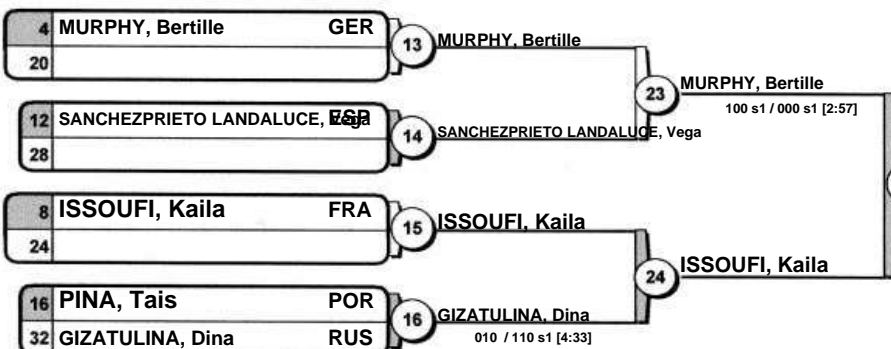 4 MURPHY, Bertille GER
20
13 MURPHY, Bertille
12 SANCHEZPRIETO LANDALUCE, Vega ESP
28
14 SANCHEZPRIETO LANDALUCE, Vega
23 MURPHY, Bertille
100 s1 / 000 s1 [2:57]
8 ISSOUFI, Kaila FRA
24
15 ISSOUFI, Kaila
16 PINA, Tais POR
32 GIZATULINA, Dina RUS
16 GIZATULINA, Dina
010 / 110 s1 [4:33]
24 ISSOUFI, Kaila